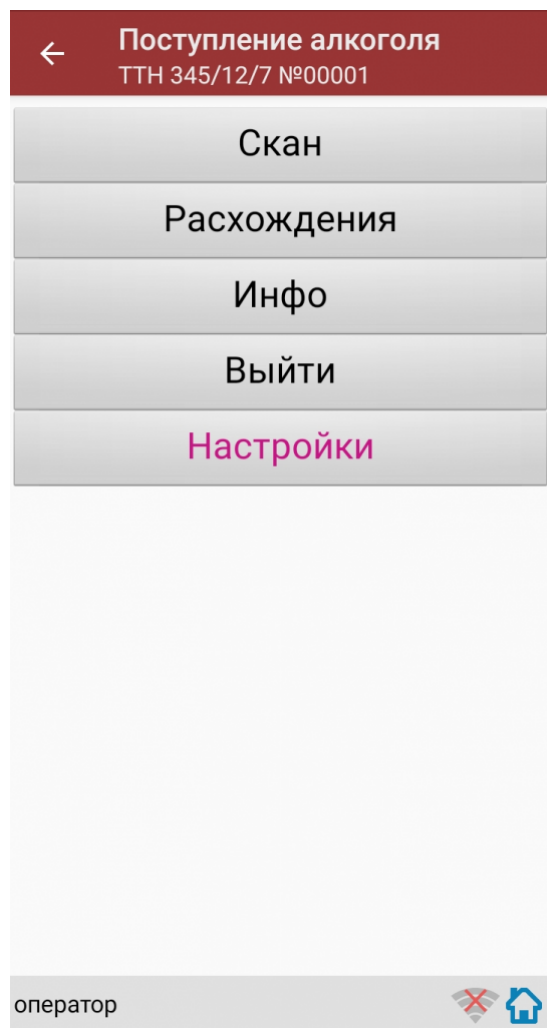 Поступление алкоголя
ТТН 345/12/7 №00001
Скан
Расхождения
Инфо
Выйти
Настройки
оператор